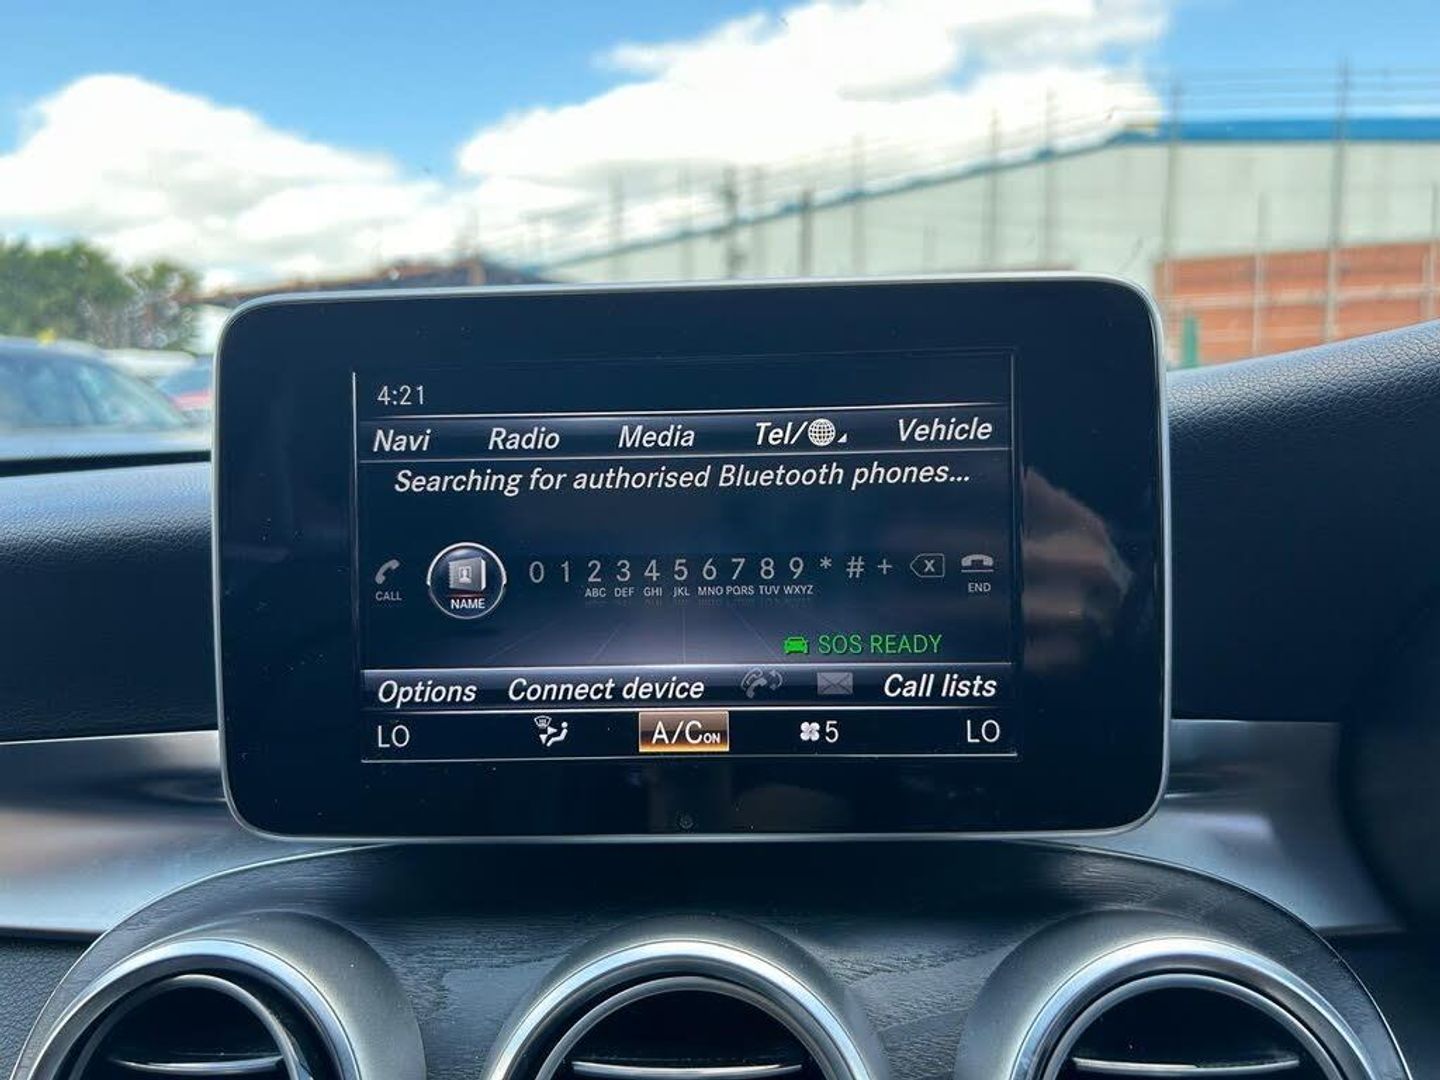 4:21
Navi Radio Media Tel/ Vehicle
Searching for authorised Bluetooth phones...
0 1 2 3 4 5 6 7 8 9 * # + X
CALL NAME ABC DEF GHI JKL MNO PQRS TUV WXYZ END
SOS READY
Options Connect device Call lists
LO A/C ON 5 LO